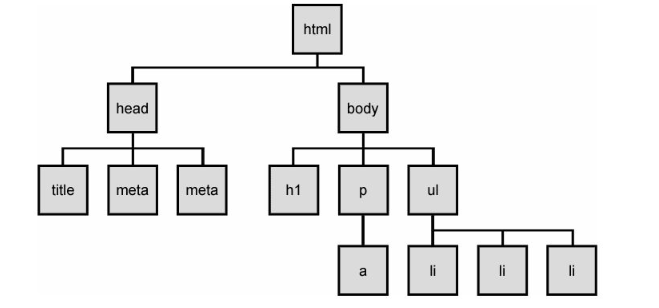 html
head body
title meta meta h1 p ul
a li li li